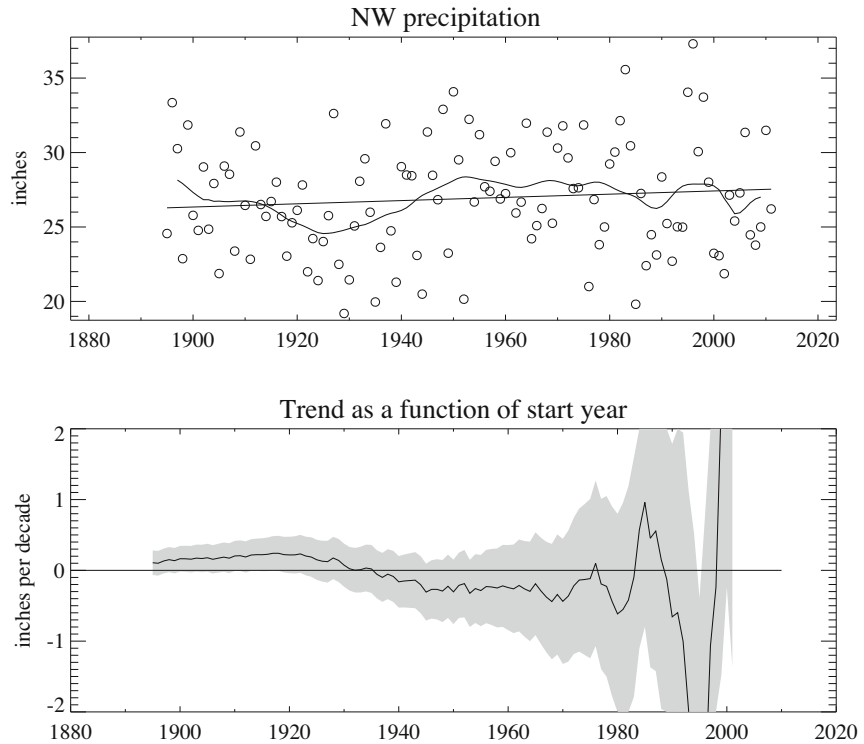 NW precipitation
35
30
25
20
inches
1880 1900 1920 1940 1960 1980 2000 2020
Trend as a function of start year
2
1
0
-1
-2
inches per decade
1880 1900 1920 1940 1960 1980 2000 2020